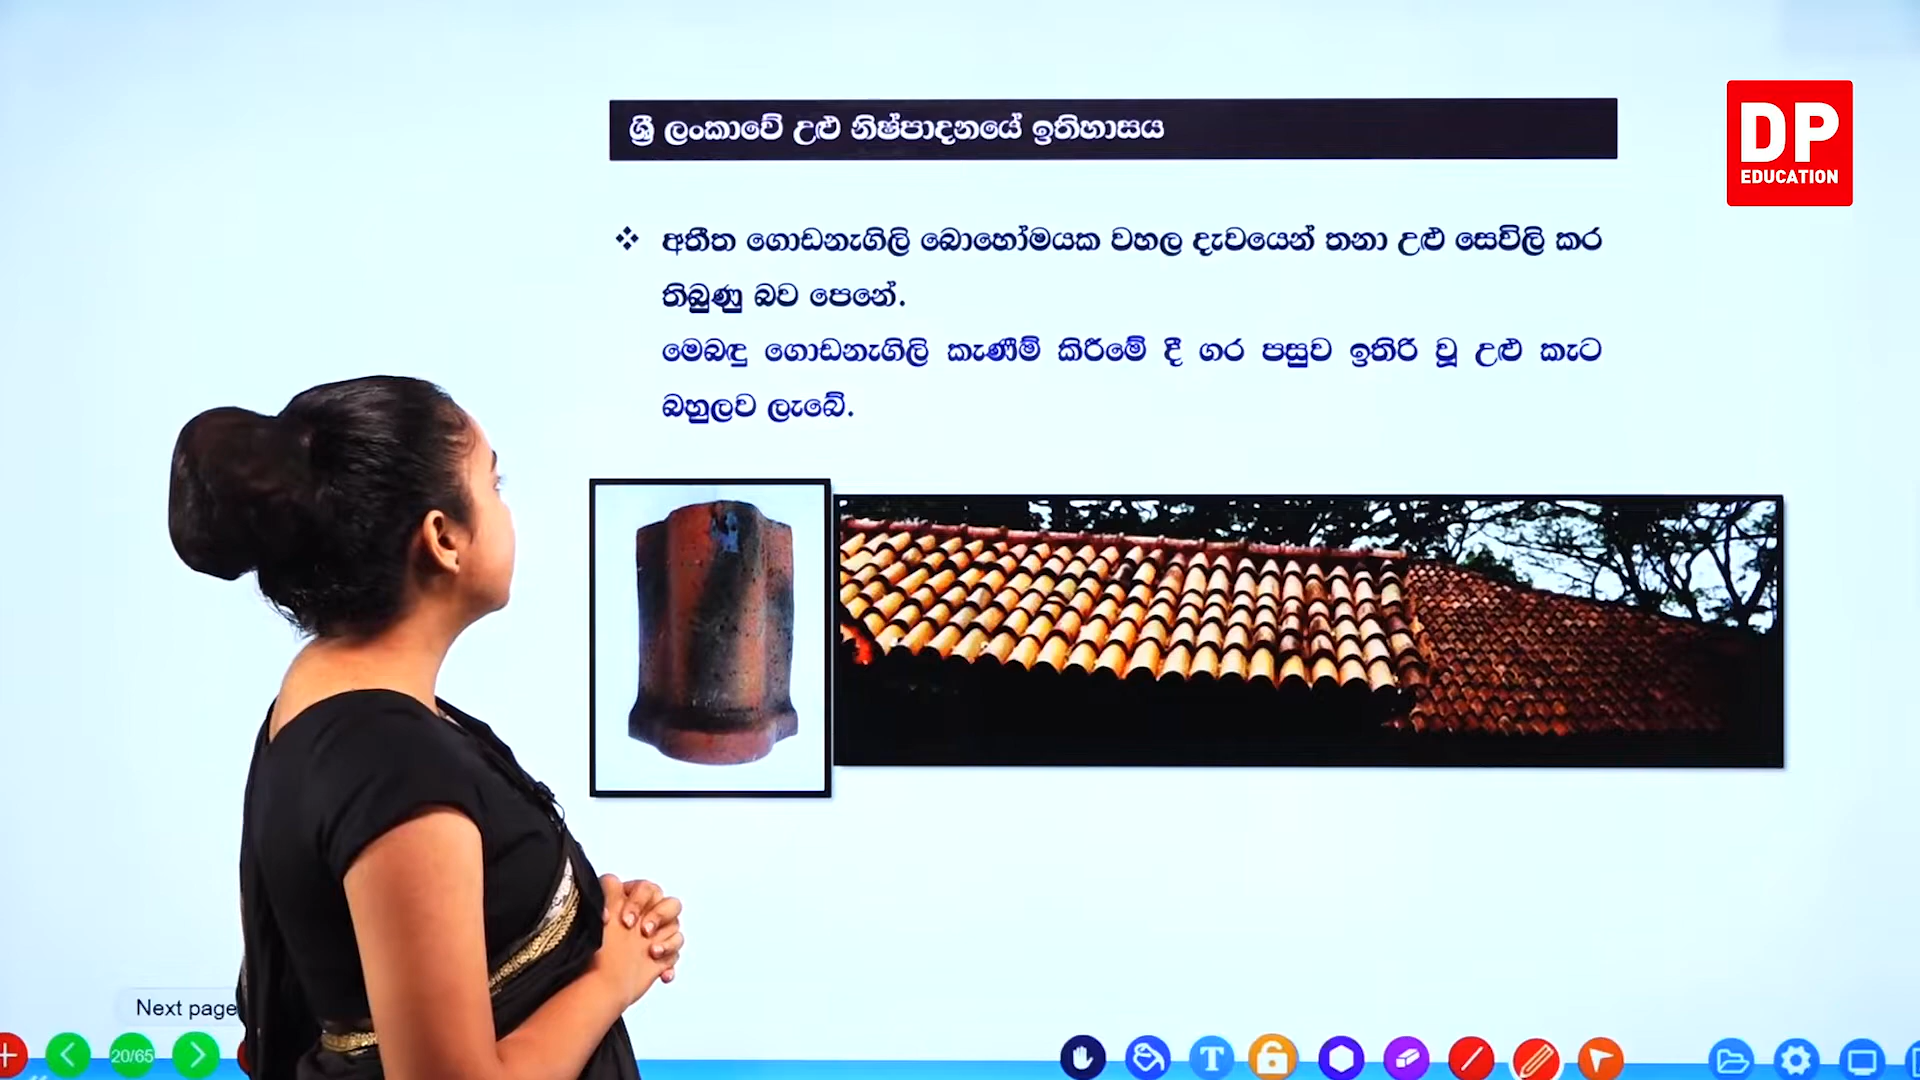 ශ්‍රී ලංකාවේ උළු නිෂ්පාදනයේ ඉතිහාසය
DP
EDUCATION
❖ අතීත ගොඩනැගිලි බොහෝමයක වහල දැවයෙන් තනා උළු සෙවිලි කර
තිබුණු බව පෙනේ.
මෙබඳු ගොඩනැගිලි කැණීම් කිරීමේ දී ගර පසුව ඉතිරි වූ උළු කැට
බහුලව ලැබේ.
Next page
20/65
T